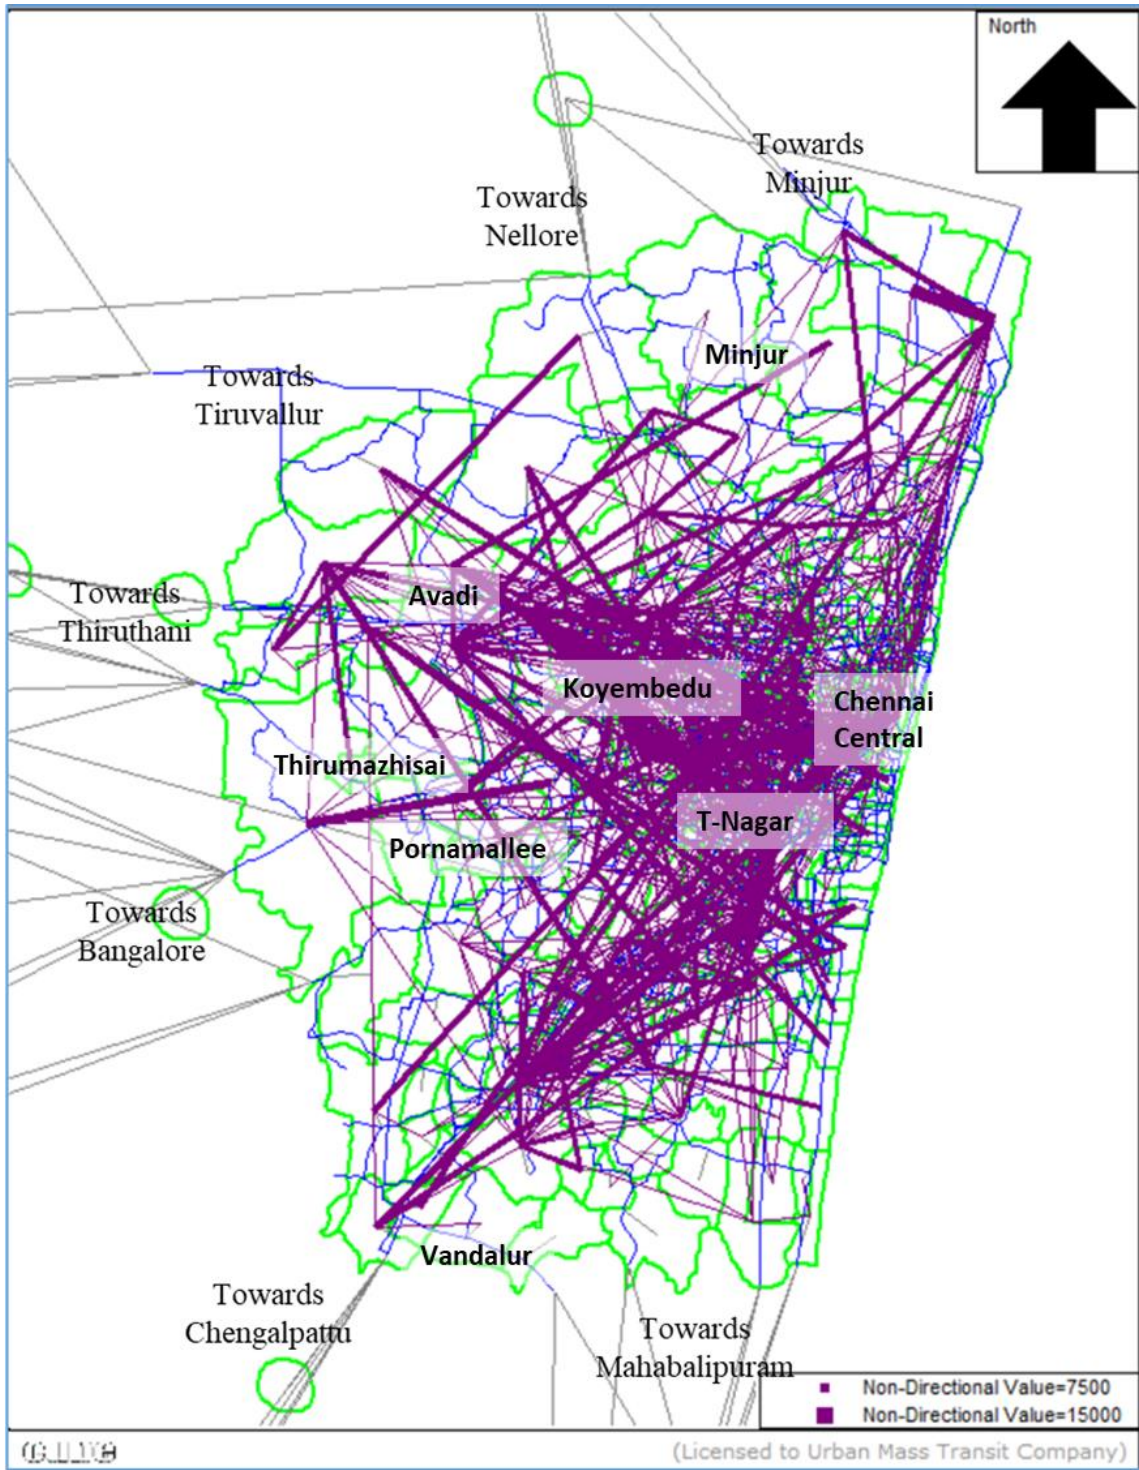 North
Towards
Minjur
Towards
Nellore
Minjur
Towards
Tiruvallur
Avadi
Towards
Thiruthani
Koyembedu
Chennai
Central
Thirumazhisai
T-Nagar
Pornamallee
Towards
Bangalore
Vandalur
Towards
Chengalpattu
Towards
Mahabalipuram
Non-Directional Value=7500
Non-Directional Value=15000
(Licensed to Urban Mass Transit Company)